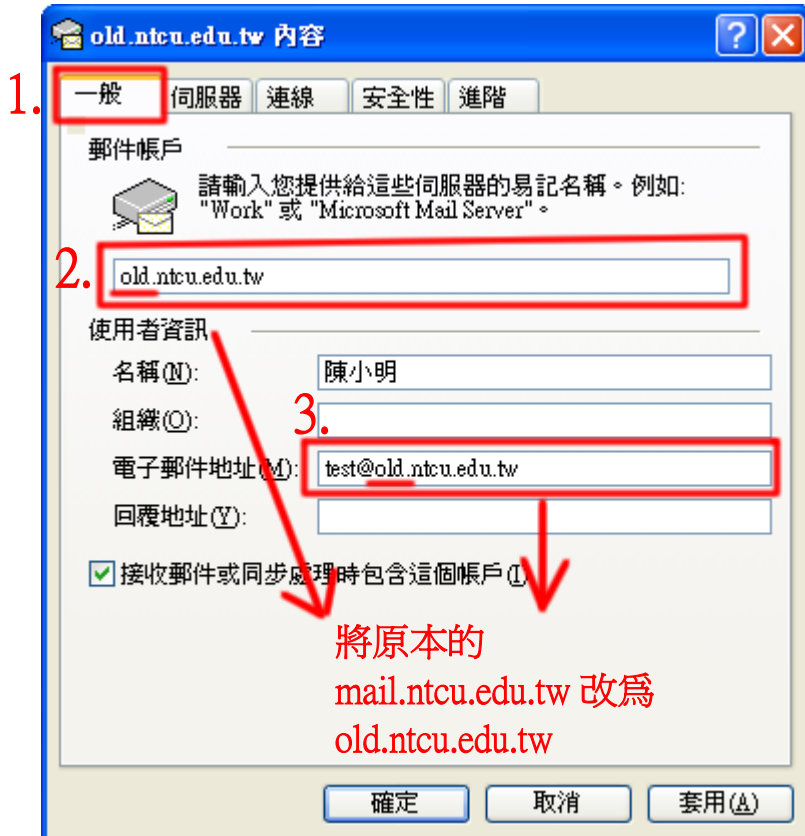 old.ntcu.edu.tw 內容
1.
一般 伺服器 連線 安全性 進階
郵件帳戶
請輸入您提供給這些伺服器的易記名稱。例如:
"Work" 或 "Microsoft Mail Server"。
2.
old.ntcu.edu.tw
使用者資訊
名稱(N): 陳小明
組織(O):
3.
電子郵件地址(M): test@old.ntcu.edu.tw
回覆地址(Y):
接收郵件或同步處理時包含這個帳戶(I)
將原本的
mail.ntcu.edu.tw 改爲
old.ntcu.edu.tw
確定 取消 套用(A)